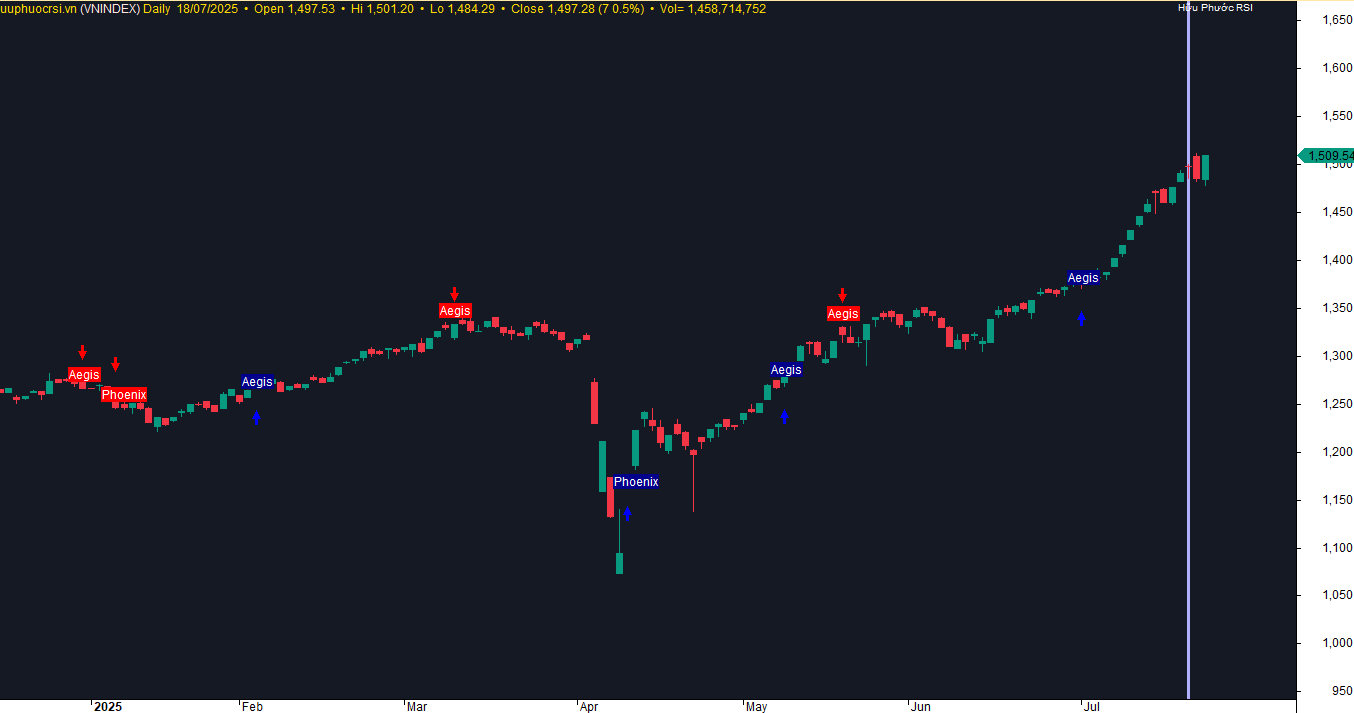 uuphuocrsi.vn (VNINDEX) Daily 18/07/2025 • Open 1,497.53 • Hi 1,501.20 • Lo 1,484.29 • Close 1,497.28 (7 0.5%) • Vol= 1,458,714,752
Hữu Phước RSI
1,650
1,600
1,550
1,509.54
1,500
1,450
1,400
Aegis
1,350
Aegis
Aegis
1,300
Aegis
Aegis
Aegis
Phoenix
1,250
1,200
Phoenix
1,150
1,100
1,050
1,000
950
2025 Feb Mar Apr May Jun Jul